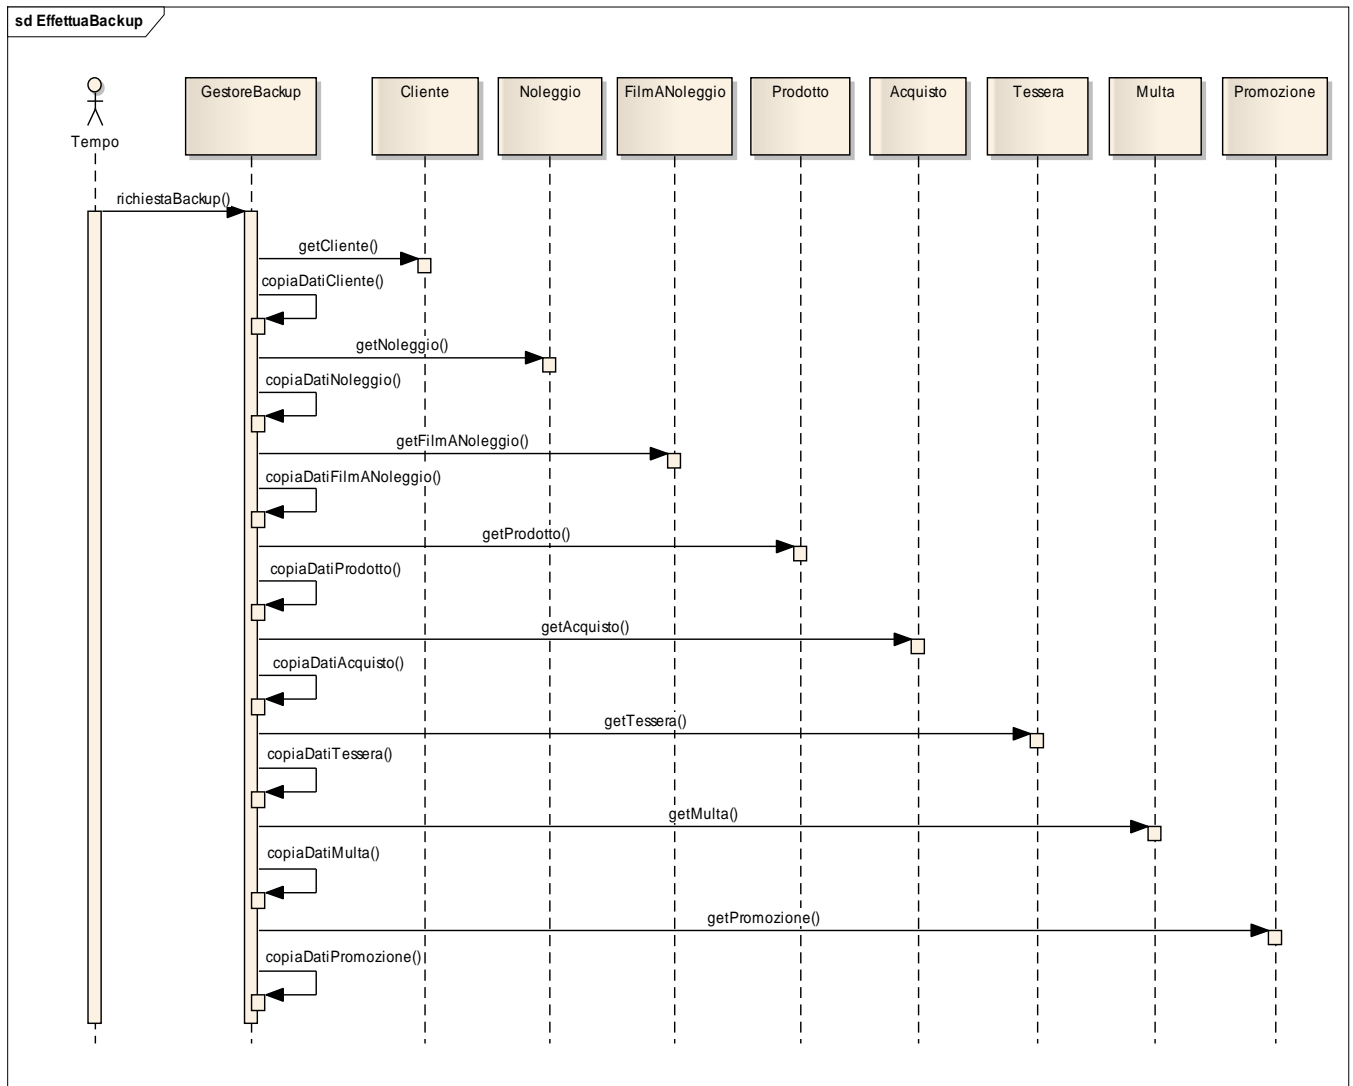 sd EffettuaBackup
Tempo
GestoreBackup
Cliente
Noleggio
FilmANoleggio
Prodotto
Acquisto
Tessera
Multa
Promozione
richiestaBackup()
getCliente()
copiaDatiCliente()
getNoleggio()
copiaDatiNoleggio()
getFilmANoleggio()
copiaDatiFilmANoleggio()
getProdotto()
copiaDatiProdotto()
getAcquisto()
copiaDatiAcquisto()
getTessera()
copiaDatiTessera()
getMulta()
copiaDatiMulta()
getPromozione()
copiaDatiPromozione()